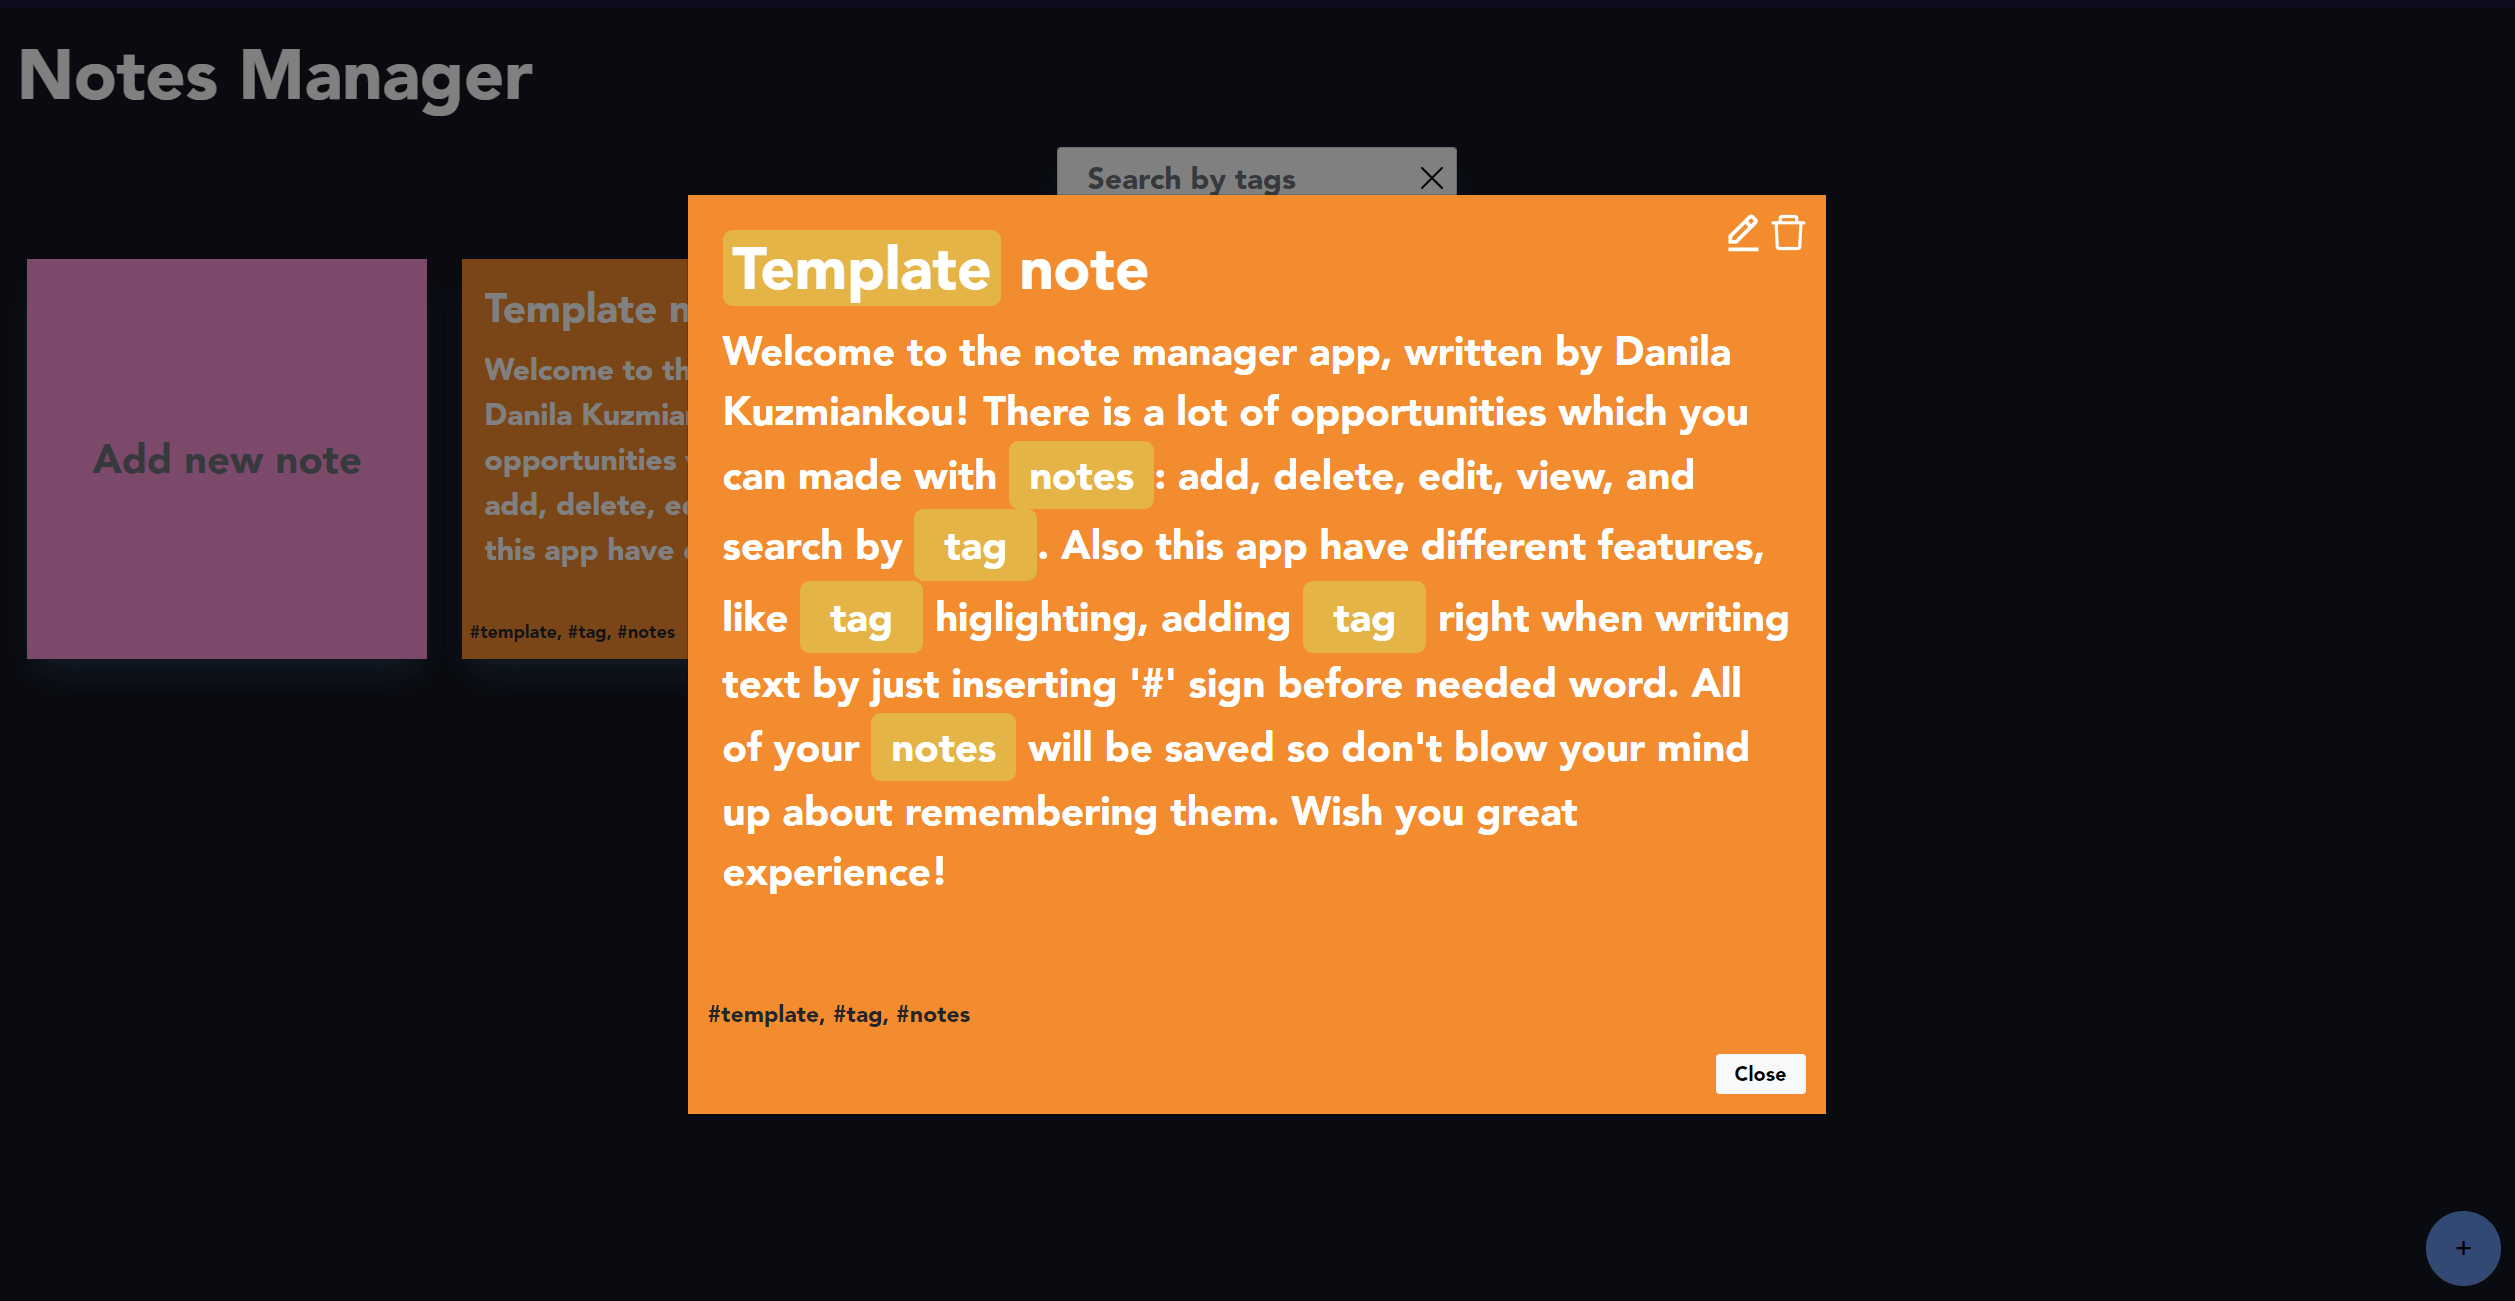 Notes Manager
Search by tags
Add new note
Template n
Welcome to th
Danila Kuzmia
opportunities
add, delete, e
this app have
#template, #tag, #notes
Template note
Welcome to the note manager app, written by Danila
Kuzmiankou! There is a lot of opportunities which you
can made with notes : add, delete, edit, view, and
search by tag . Also this app have different features,
like tag higlighting, adding tag right when writing
text by just inserting '#' sign before needed word. All
of your notes will be saved so don't blow your mind
up about remembering them. Wish you great
experience!
#template, #tag, #notes
Close
+